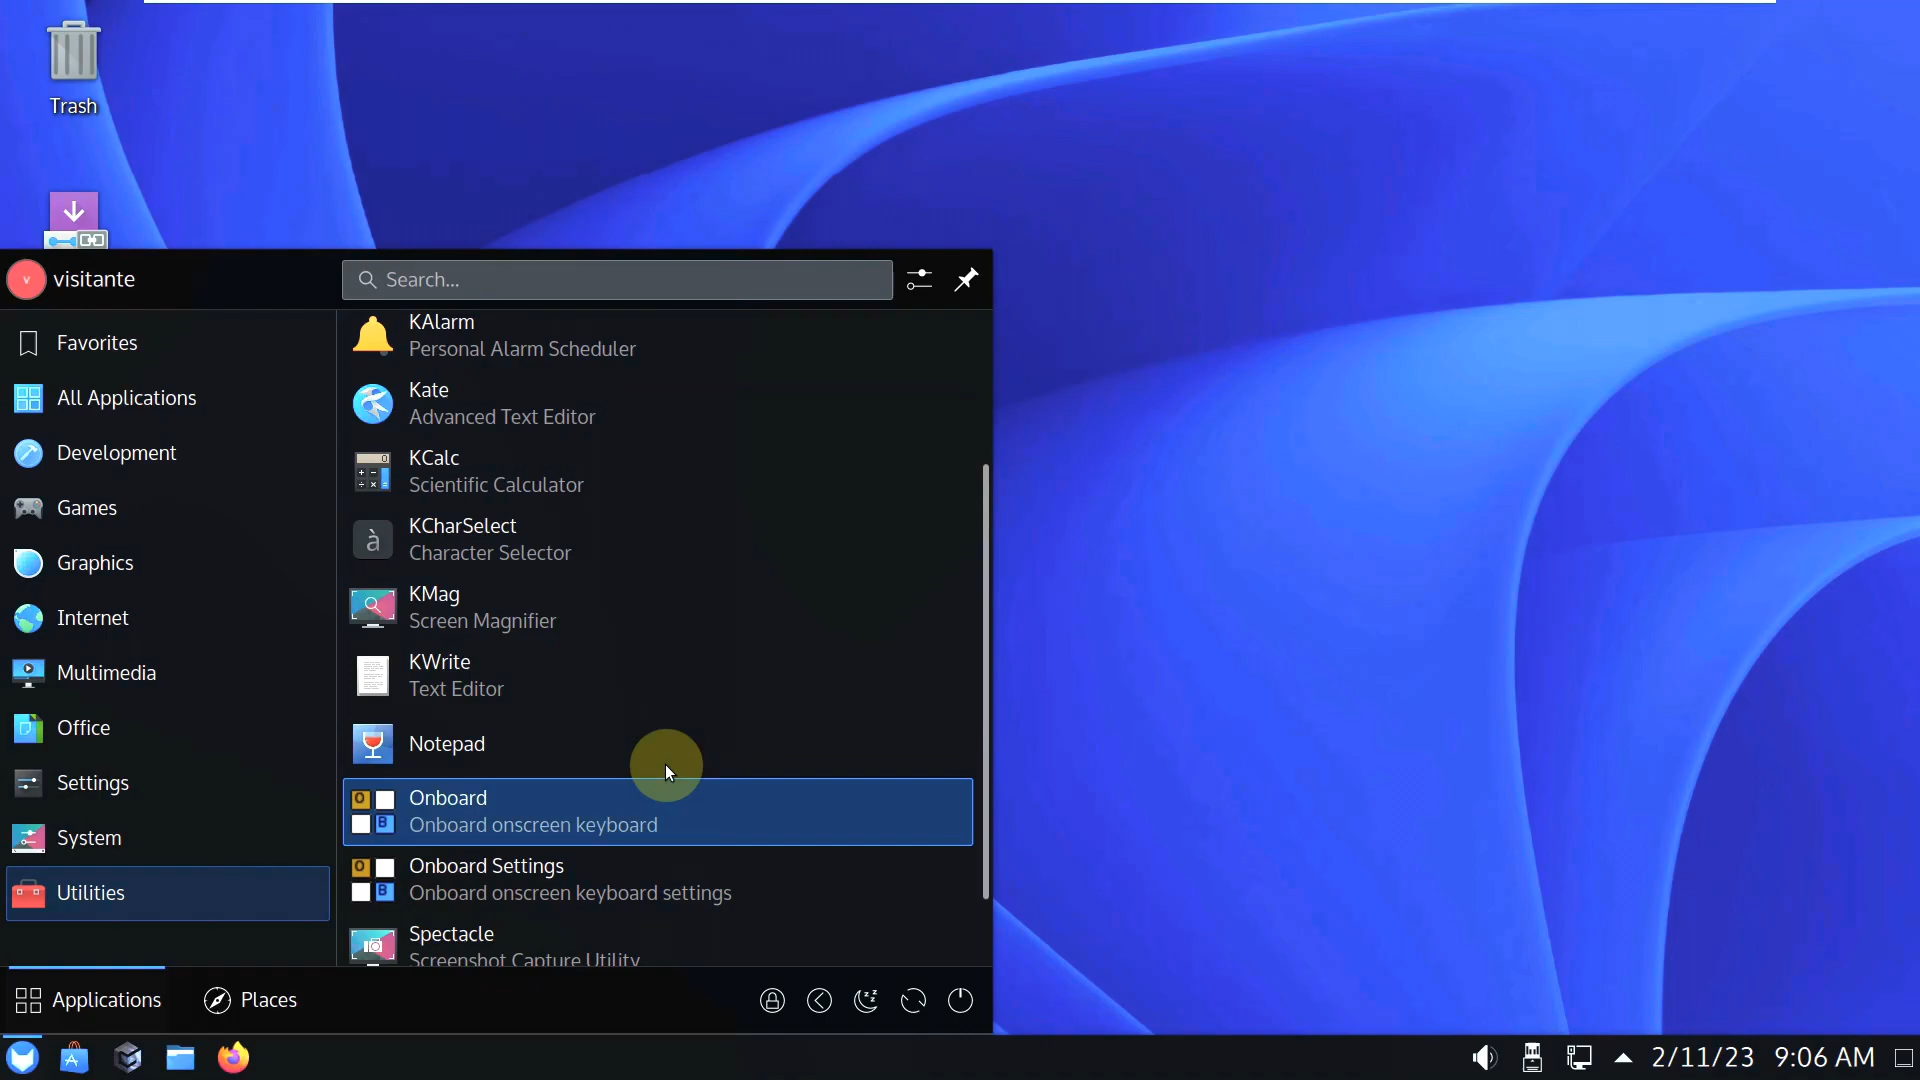 Trash
visitante
Search...
Favorites
All Applications
Development
Games
Graphics
Internet
Multimedia
Office
Settings
System
Utilities
KAlarm
Personal Alarm Scheduler
Kate
Advanced Text Editor
KCalc
Scientific Calculator
KCharSelect
Character Selector
KMag
Screen Magnifier
KWrite
Text Editor
Notepad
Onboard
Onboard onscreen keyboard
Onboard Settings
Onboard onscreen keyboard settings
Spectacle
Screenshot Capture Utility
Applications
Places
2/11/23 9:06 AM